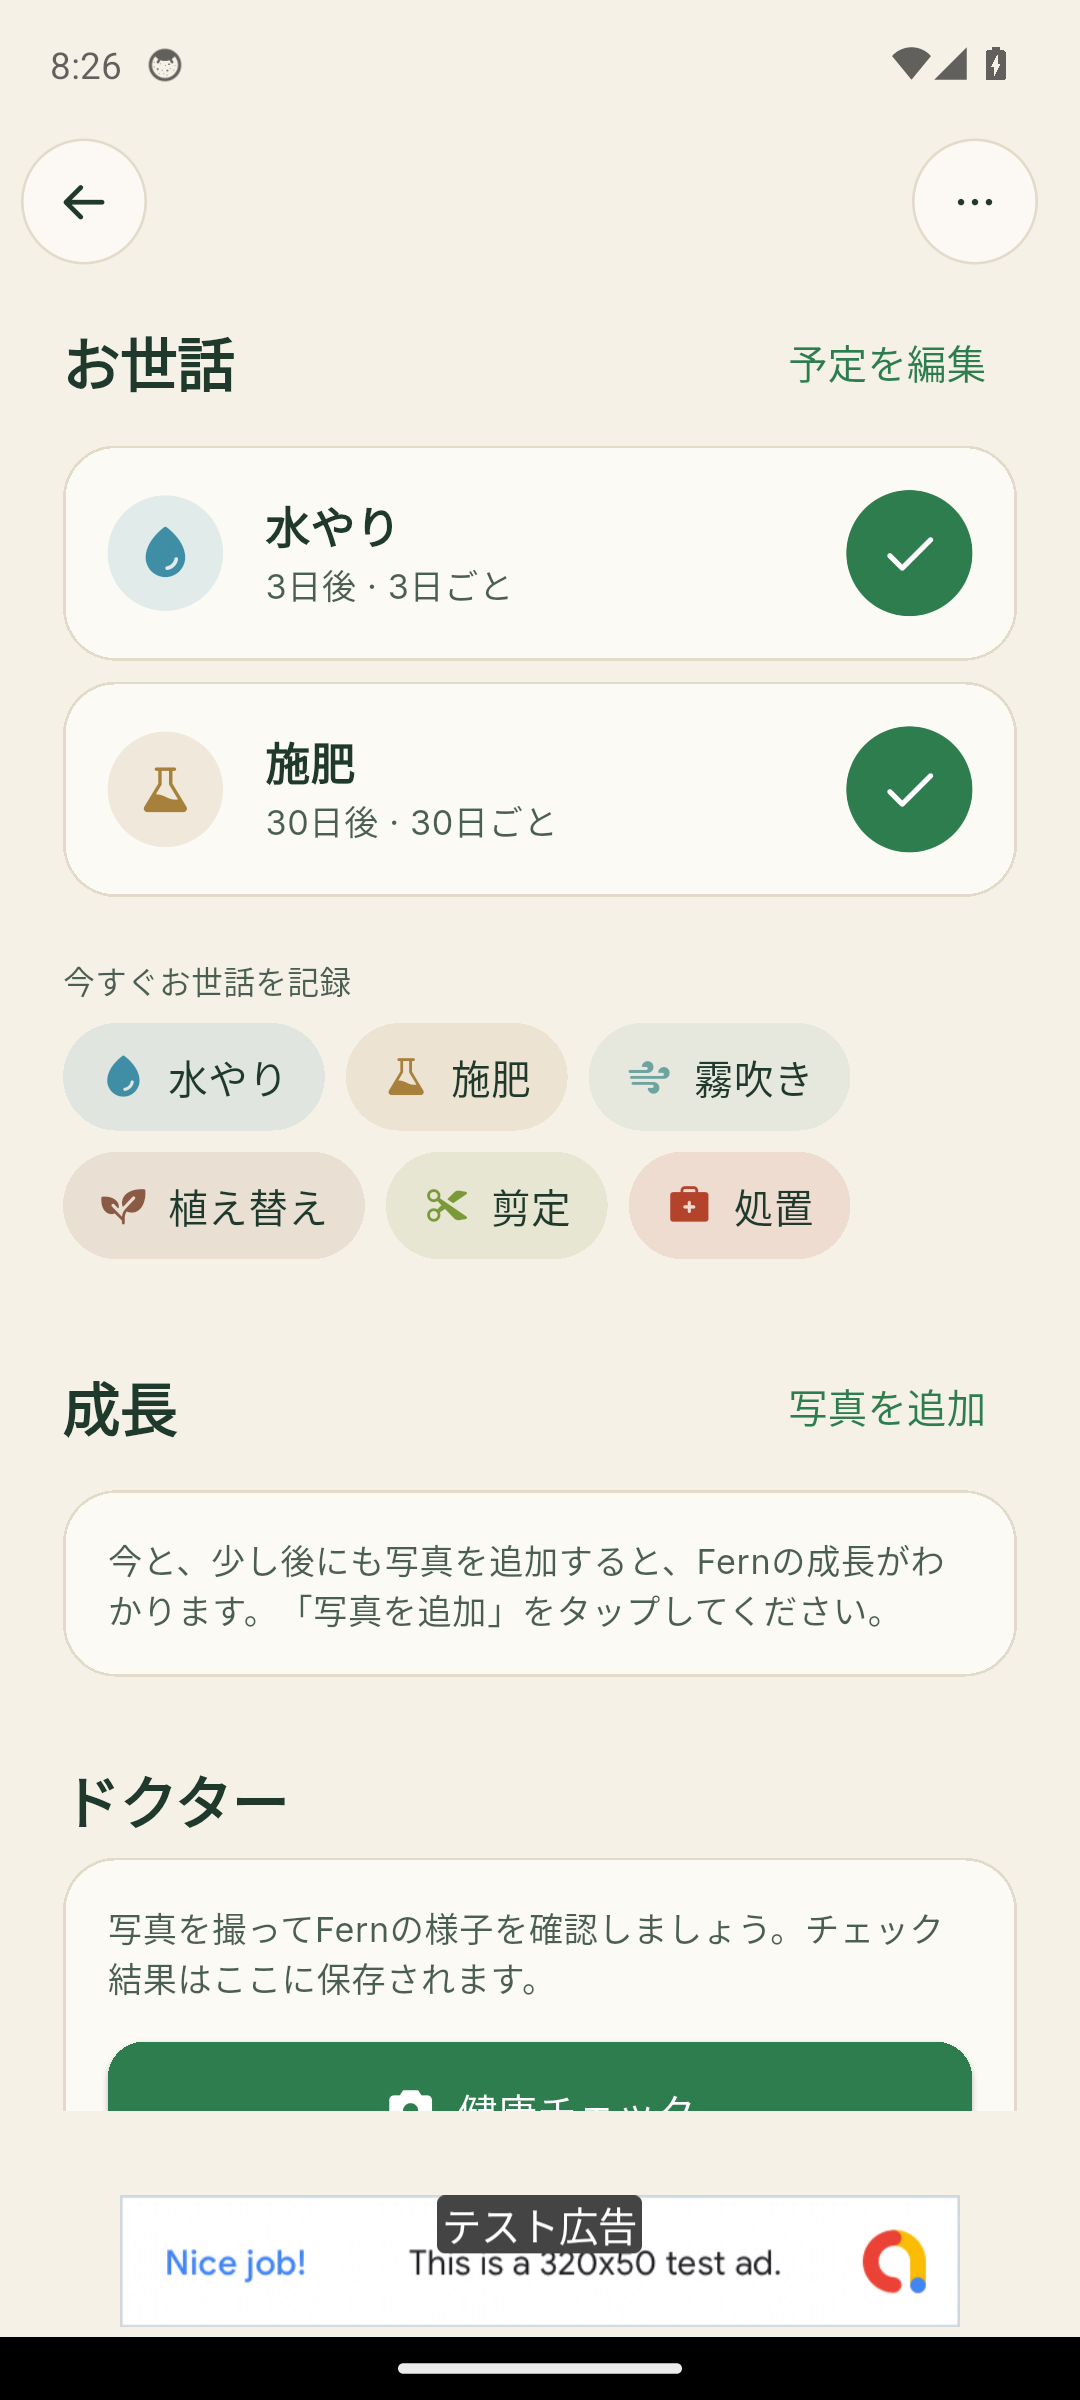 8:26
お世話
予定を編集
水やり
3日後 · 3日ごと
施肥
30日後 · 30日ごと
今すぐお世話を記録
水やり
施肥
霧吹き
植え替え
剪定
処置
成長
写真を追加
今と、少し後にも写真を追加すると、Fernの成長がわ
かります。「写真を追加」をタップしてください。
ドクター
写真を撮ってFernの様子を確認しましょう。チェック
結果はここに保存されます。
健康チェック
テスト広告
Nice job!
This is a 320x50 test ad.